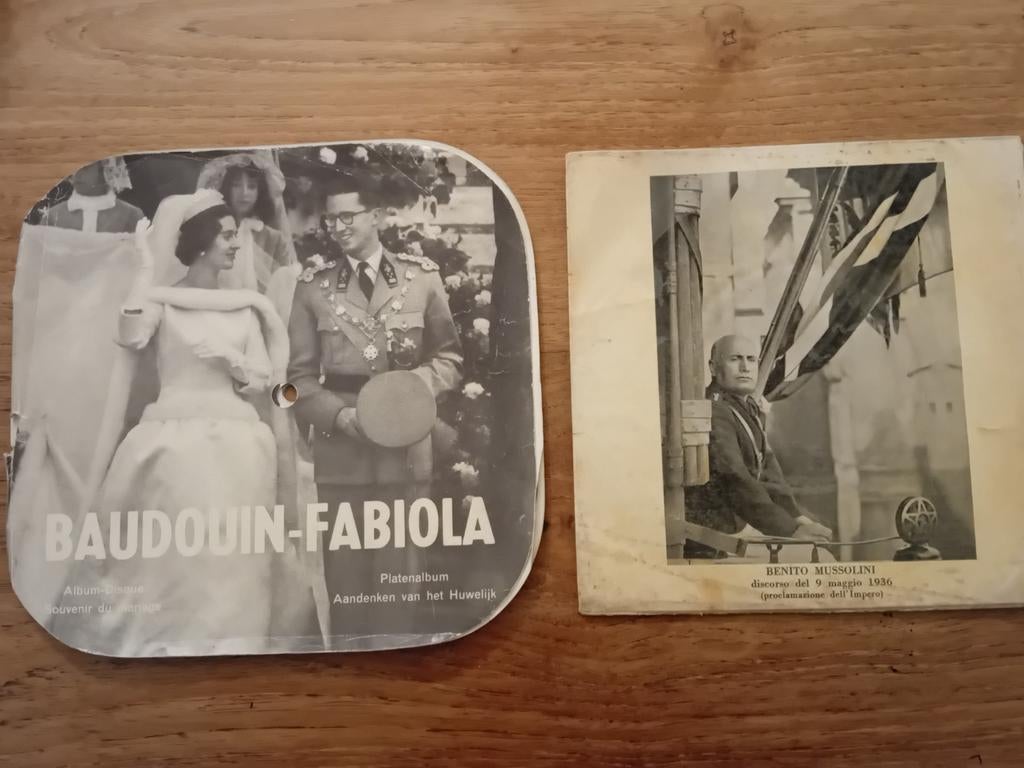 BAUDOUIN-FABIOLA
Album-Disque
Souvenir du mariage
Platenalbum
Aandenken van het Huwelijk
BENITO MUSSOLINI
discorso del 9 maggio 1936
(proclamazione dell'Impero)